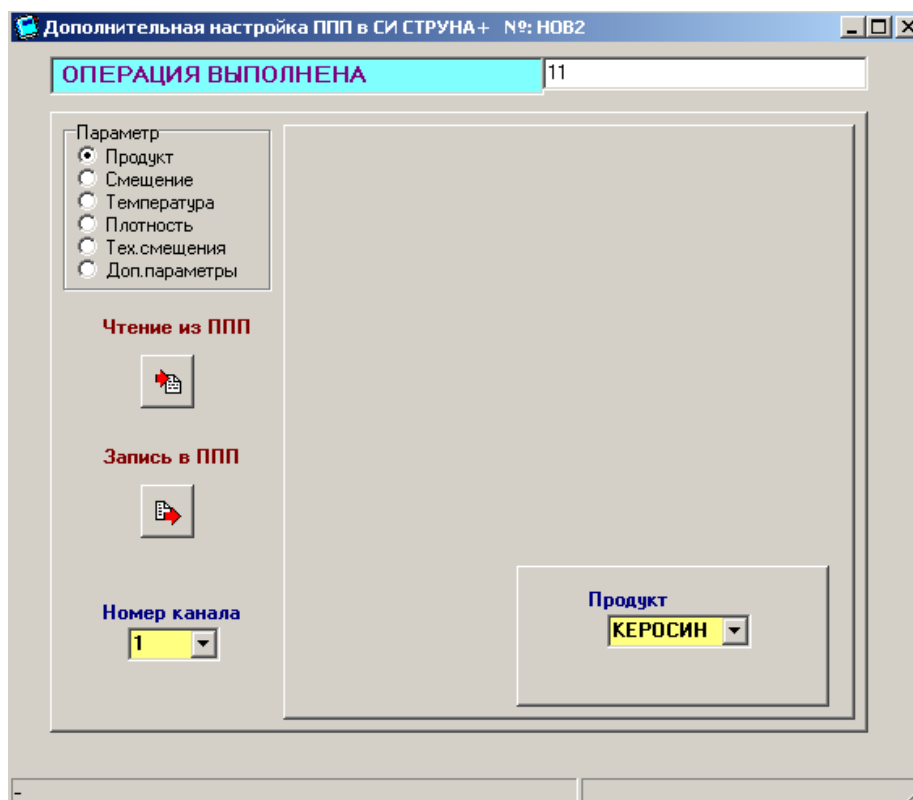 Дополнительная настройка ППП в СИ СТРУНА+ №: НОВ2
ОПЕРАЦИЯ ВЫПОЛНЕНА
11
Параметр
Продукт
Смещение
Температура
Плотность
Тех.смещения
Доп.параметры
Чтение из ППП
Запись в ППП
Номер канала
1
Продукт
КЕРОСИН
-